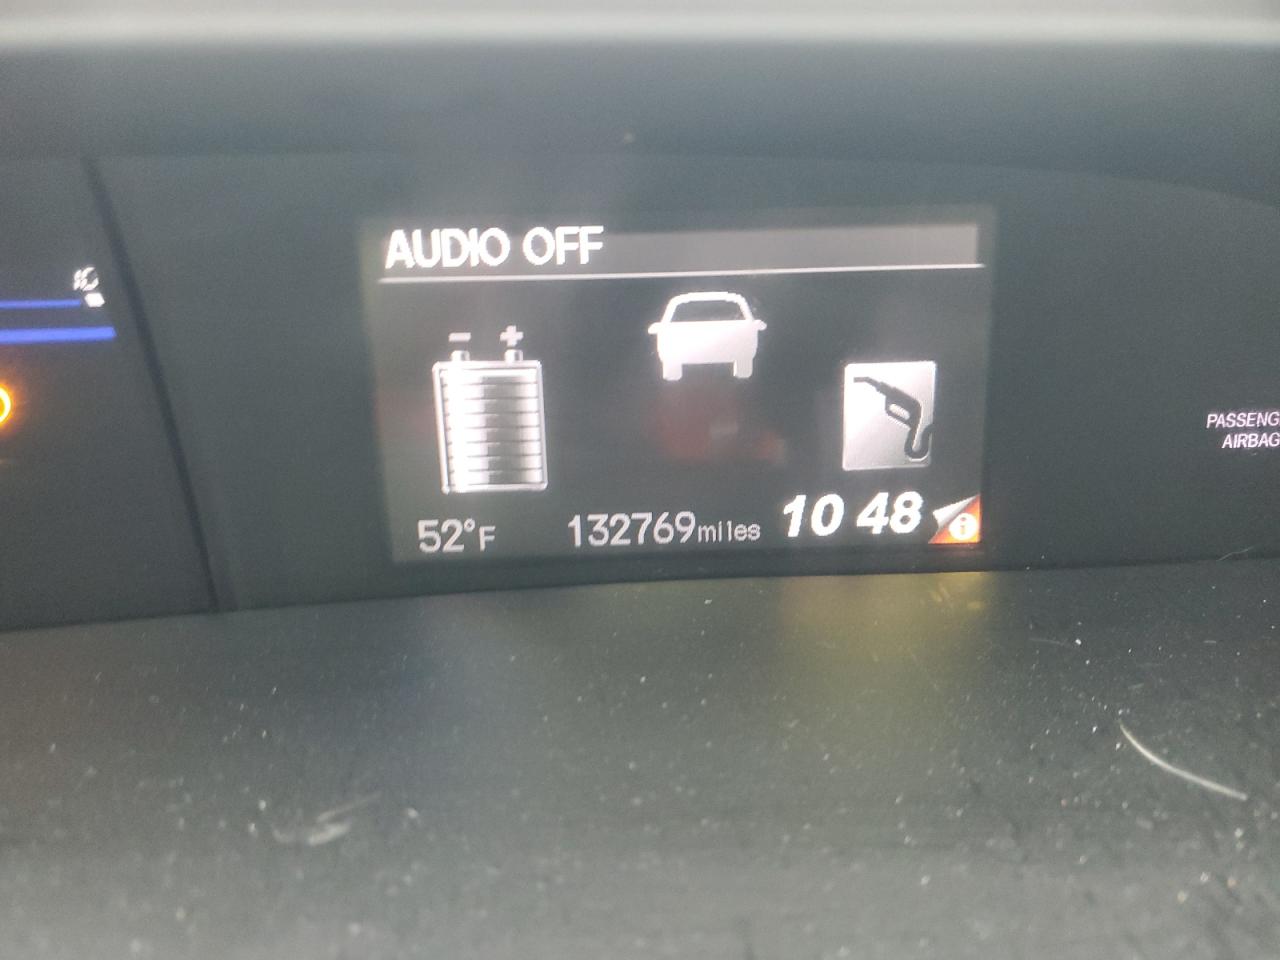 AUDIO OFF
- +
52°F 132769miles 10 48 i
PASSENG
AIRBAG